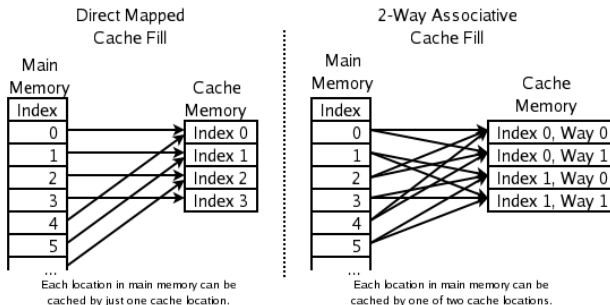 Direct Mapped
Cache Fill
Main
Memory
Index
0
1
2
3
4
5
...
Cache
Memory
Index 0
Index 1
Index 2
Index 3
Each location in main memory can be
cached by just one cache location.
2-Way Associative
Cache Fill
Main
Memory
Index
0
1
2
3
4
5
...
Cache
Memory
Index 0, Way 0
Index 0, Way 1
Index 1, Way 0
Index 1, Way 1
Each location in main memory can be
cached by one of two cache locations.